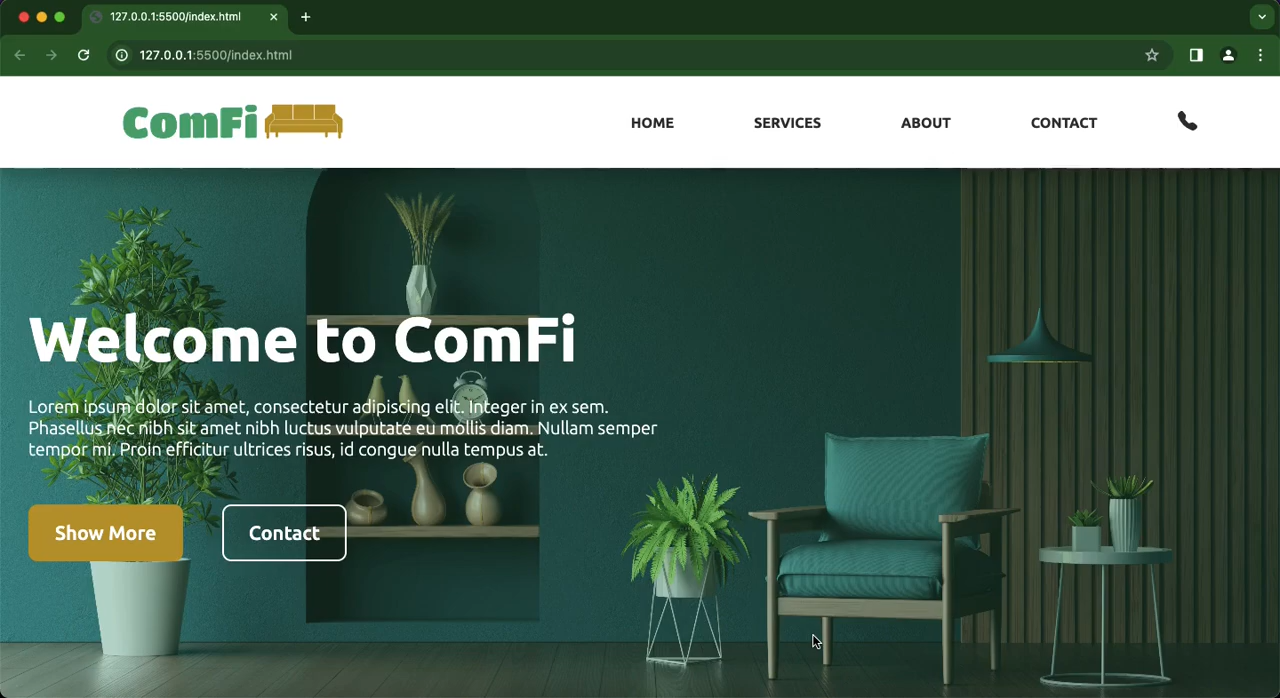 127.0.0.1:5500/index.html
127.0.0.1:5500/index.html
ComFi
HOME
SERVICES
ABOUT
CONTACT
Welcome to ComFi
Lorem ipsum dolor sit amet, consectetur adipiscing elit. Integer in ex sem.
Phasellus nec nibh sit amet nibh luctus vulputate eu mollis diam. Nullam semper
tempor mi. Proin efficitur ultrices risus, id congue nulla tempus at.
Show More
Contact